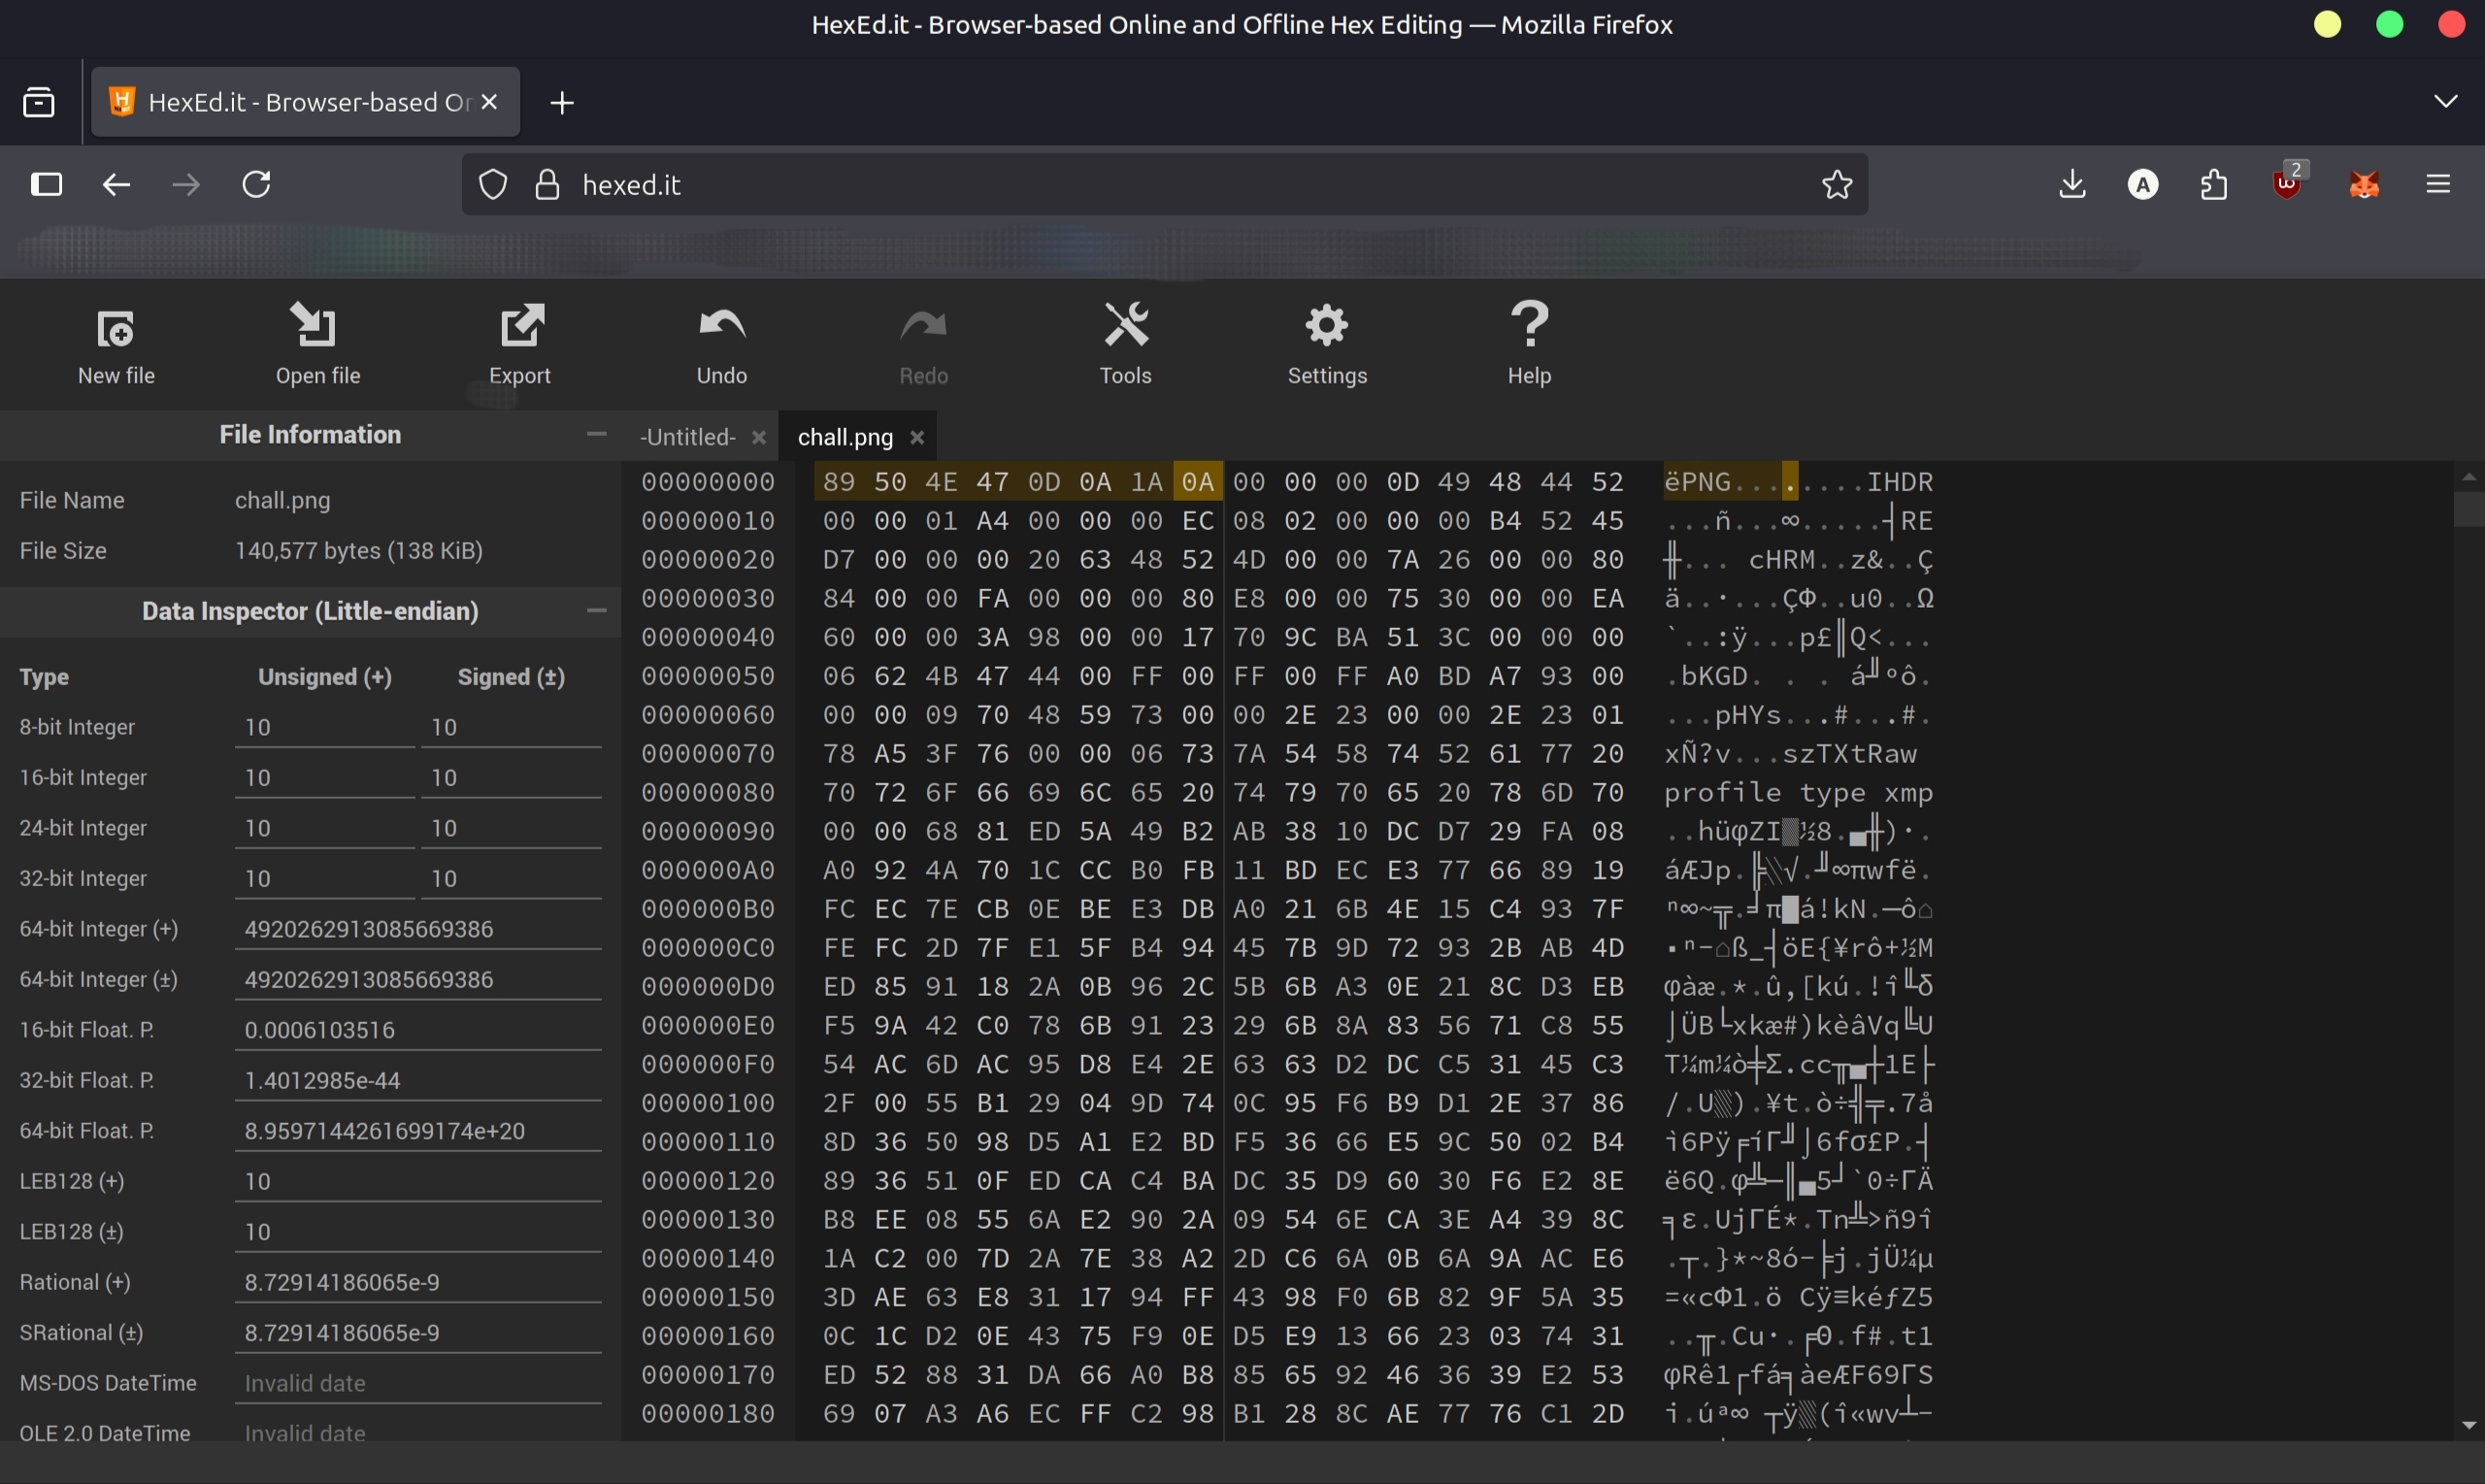 HexEd.it - Browser-based Online and Offline Hex Editing — Mozilla Firefox
HexEd.it - Browser-based Or
hexed.it
2
New file
Open file
Export
Undo
Redo
Tools
Settings
Help
File Information
File Name chall.png
File Size 140,577 bytes (138 KiB)
Data Inspector (Little-endian)
Type Unsigned (+) Signed (±)
8-bit Integer 10 10
16-bit Integer 10 10
24-bit Integer 10 10
32-bit Integer 10 10
64-bit Integer (+) 4920262913085669386
64-bit Integer (±) 4920262913085669386
16-bit Float. P. 0.0006103516
32-bit Float. P. 1.4012985e-44
64-bit Float. P. 8.9597144261699174e+20
LEB128 (+) 10
LEB128 (±) 10
Rational (+) 8.72914186065e-9
SRational (±) 8.72914186065e-9
MS-DOS DateTime Invalid date
OLE 2.0 DateTime Invalid date
-Untitled-
chall.png
00000000 89 50 4E 47 0D 0A 1A 0A 00 00 00 0D 49 48 44 52 ëPNG........IHDR
00000010 00 00 01 A4 00 00 00 EC 08 02 00 00 00 B4 52 45 ...ñ...∞.....┤RE
00000020 D7 00 00 00 20 63 48 52 4D 00 00 7A 26 00 00 80 ╫... cHRM..z&..Ç
00000030 84 00 00 FA 00 00 00 80 E8 00 00 75 30 00 00 EA ä..·...ÇΦ..u0..Ω
00000040 60 00 00 3A 98 00 00 17 70 9C BA 51 3C 00 00 00 `..:ÿ...p£║Q<...
00000050 06 62 4B 47 44 00 FF 00 FF 00 FF A0 BD A7 93 00 .bKGD. . . á╜ºô.
00000060 00 00 09 70 48 59 73 00 00 2E 23 00 00 2E 23 01 ...pHYs...#...#.
00000070 78 A5 3F 76 00 00 06 73 7A 54 58 74 52 61 77 20 xÑ?v...szTXtRaw
00000080 70 72 6F 66 69 6C 65 20 74 79 70 65 20 78 6D 70 profile type xmp
00000090 00 00 68 81 ED 5A 49 B2 AB 38 10 DC D7 29 FA 08 ..hüφZI▒½8.▄╫)·.
000000A0 A0 92 4A 70 1C CC B0 FB 11 BD EC E3 77 66 89 19 áÆJp.╠░√.╜∞πwfë.
000000B0 FC EC 7E CB 0E BE E3 DB A0 21 6B 4E 15 C4 93 7F ⁿ∞~╦.╛π█á!kN.─ô⌂
000000C0 FE FC 2D 7F E1 5F B4 94 45 7B 9D 72 93 2B AB 4D ▪ⁿ-⌂ß_┤öE{¥rô+½M
000000D0 ED 85 91 18 2A 0B 96 2C 5B 6B A3 0E 21 8C D3 EB φàæ.*.û,[kú.!î╙δ
000000E0 F5 9A 42 C0 78 6B 91 23 29 6B 8A 83 56 71 C8 55 ⌡ÜB└xkæ#)kèâVq╚U
000000F0 54 AC 6D AC 95 D8 E4 2E 63 63 D2 DC C5 31 45 C3 T¼m¼ò╪Σ.cc╥▄┼1E├
00000100 2F 00 55 B1 29 04 9D 74 0C 95 F6 B9 D1 2E 37 86 /.U▒).¥t.ò÷╣╤.7å
00000110 8D 36 50 98 D5 A1 E2 BD F5 36 66 E5 9C 50 02 B4 ì6Pÿ╒íΓ╜⌡6fσ£P.┤
00000120 89 36 51 0F ED CA C4 BA DC 35 D9 60 30 F6 E2 8E ë6Q.φ╩─║▄5┘`0÷ΓÄ
00000130 B8 EE 08 55 6A E2 90 2A 09 54 6E CA 3E A4 39 8C ╕ε.UjΓÉ*.Tn╩>ñ9î
00000140 1A C2 00 7D 2A 7E 38 A2 2D C6 6A 0B 6A 9A AC E6 .┬.}*~8ó-╞j.jÜ¼µ
00000150 3D AE 63 E8 31 17 94 FF 43 98 F0 6B 82 9F 5A 35 =«cΦ1.ö Cÿ≡kéƒZ5
00000160 0C 1C D2 0E 43 75 F9 0E D5 E9 13 66 23 03 74 31 ..╥.Cu∙.╒Θ.f#.t1
00000170 ED 52 88 31 DA 66 A0 B8 85 65 92 46 36 39 E2 53 φRê1┌fá╕àeÆF69ΓS
00000180 69 07 A3 A6 EC FF C2 98 B1 28 8C AE 77 76 C1 2D i.úª∞ ┬ÿ▒(î«wv┴-